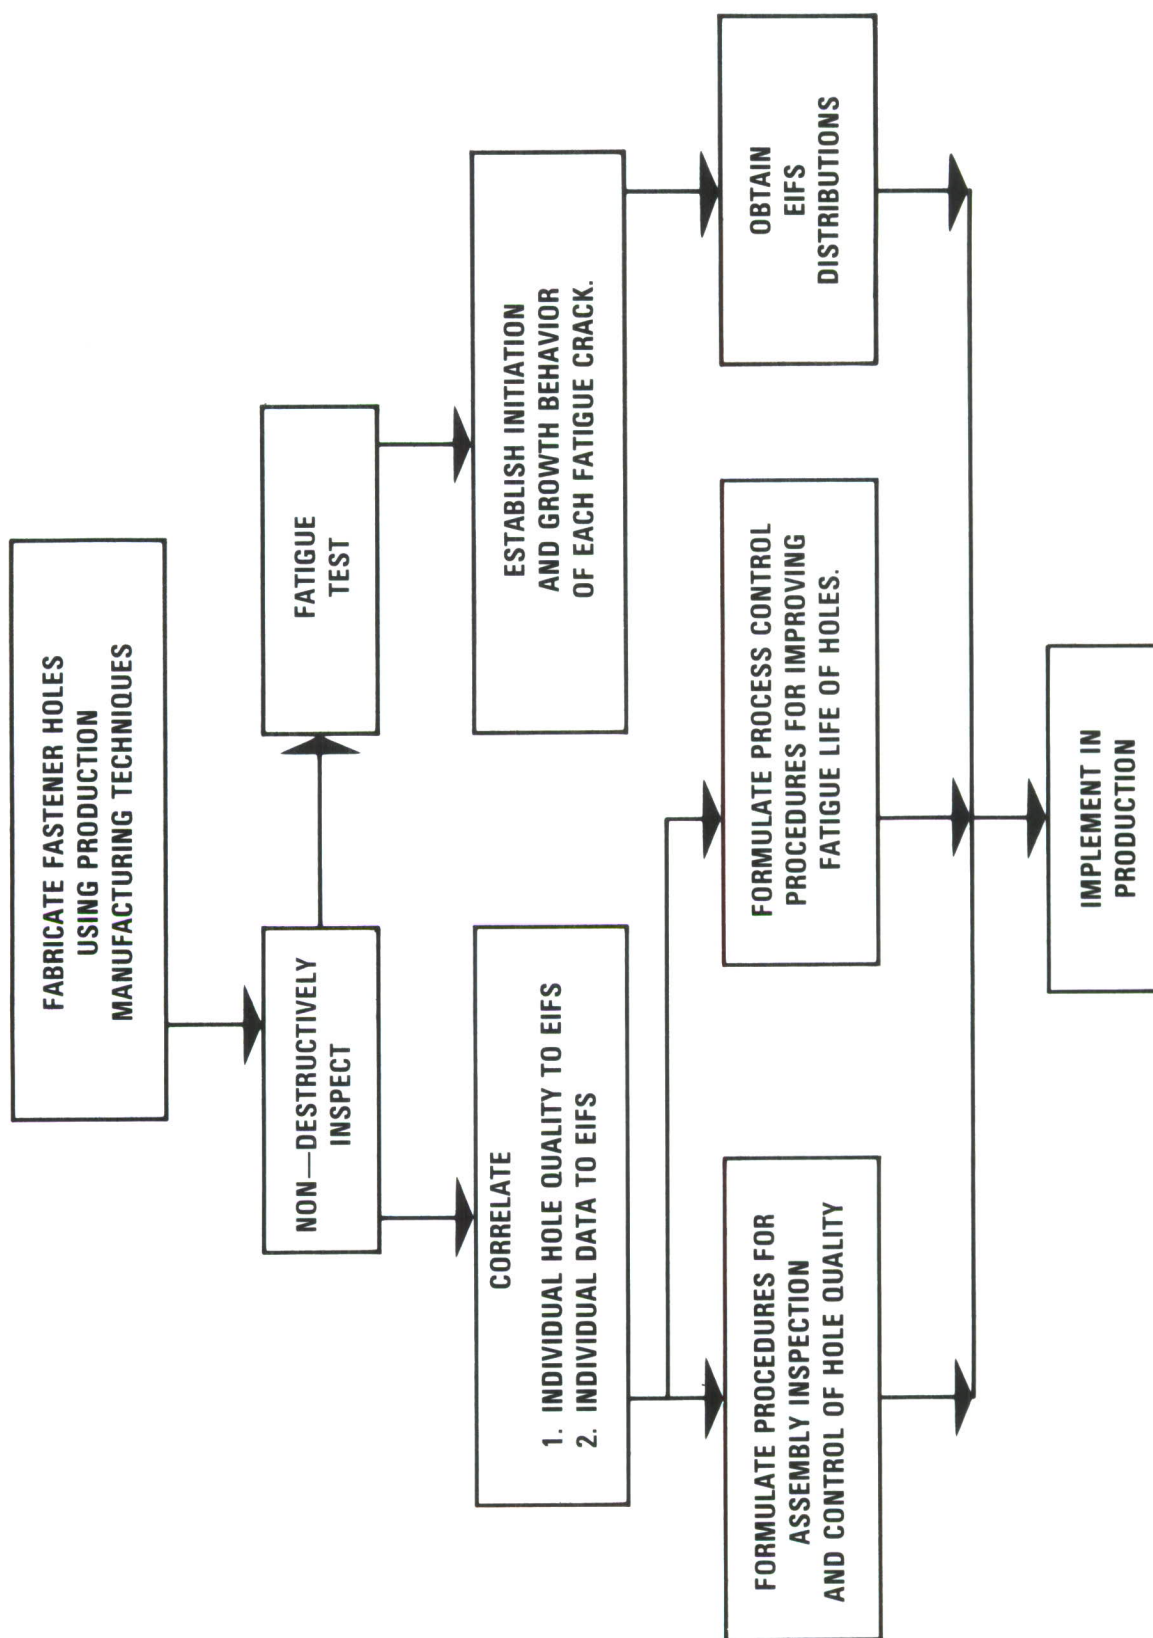 FABRICATE FASTENER HOLES
USING PRODUCTION
MANUFACTURING TECHNIQUES
NON—DESTRUCTIVELY
INSPECT
FATIGUE
TEST
CORRELATE
1. INDIVIDUAL HOLE QUALITY TO EIFS
2. INDIVIDUAL DATA TO EIFS
ESTABLISH INITIATION
AND GROWTH BEHAVIOR
OF EACH FATIGUE CRACK.
FORMULATE PROCEDURES FOR
ASSEMBLY INSPECTION
AND CONTROL OF HOLE QUALITY
FORMULATE PROCESS CONTROL
PROCEDURES FOR IMPROVING
FATIGUE LIFE OF HOLES.
OBTAIN
EIFS
DISTRIBUTIONS
IMPLEMENT IN
PRODUCTION